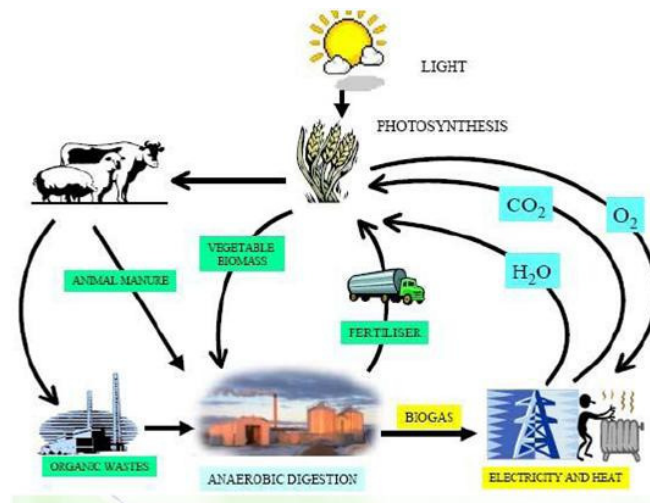 LIGHT
PHOTOSYNTHESIS
CO2
O2
VEGETABLE
BIOMASS
H2O
ANIMAL MANURE
FERTILISER
BIOGAS
ORGANIC WASTES
ANAEROBIC DIGESTION
ELECTRICITY AND HEAT